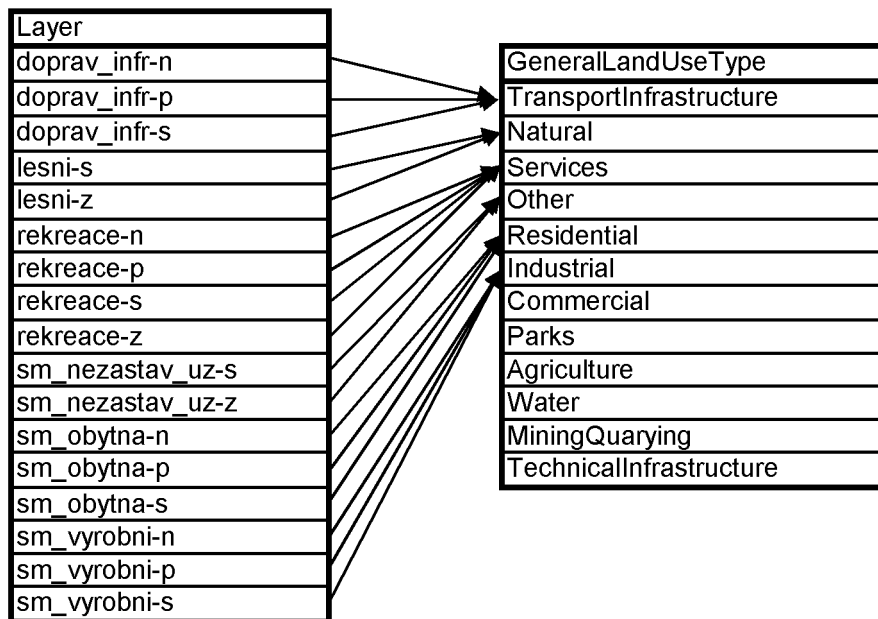 Layer
doprav_infr-n
doprav_infr-p
doprav_infr-s
lesni-s
lesni-z
rekreace-n
rekreace-p
rekreace-s
rekreace-z
sm_nezastav_uz-s
sm_nezastav_uz-z
sm_obytna-n
sm_obytna-p
sm_obytna-s
sm_vyrobni-n
sm_vyrobni-p
sm_vyrobni-s
GeneralLandUseType
TransportInfrastructure
Natural
Services
Other
Residential
Industrial
Commercial
Parks
Agriculture
Water
MiningQuarying
TechnicalInfrastructure